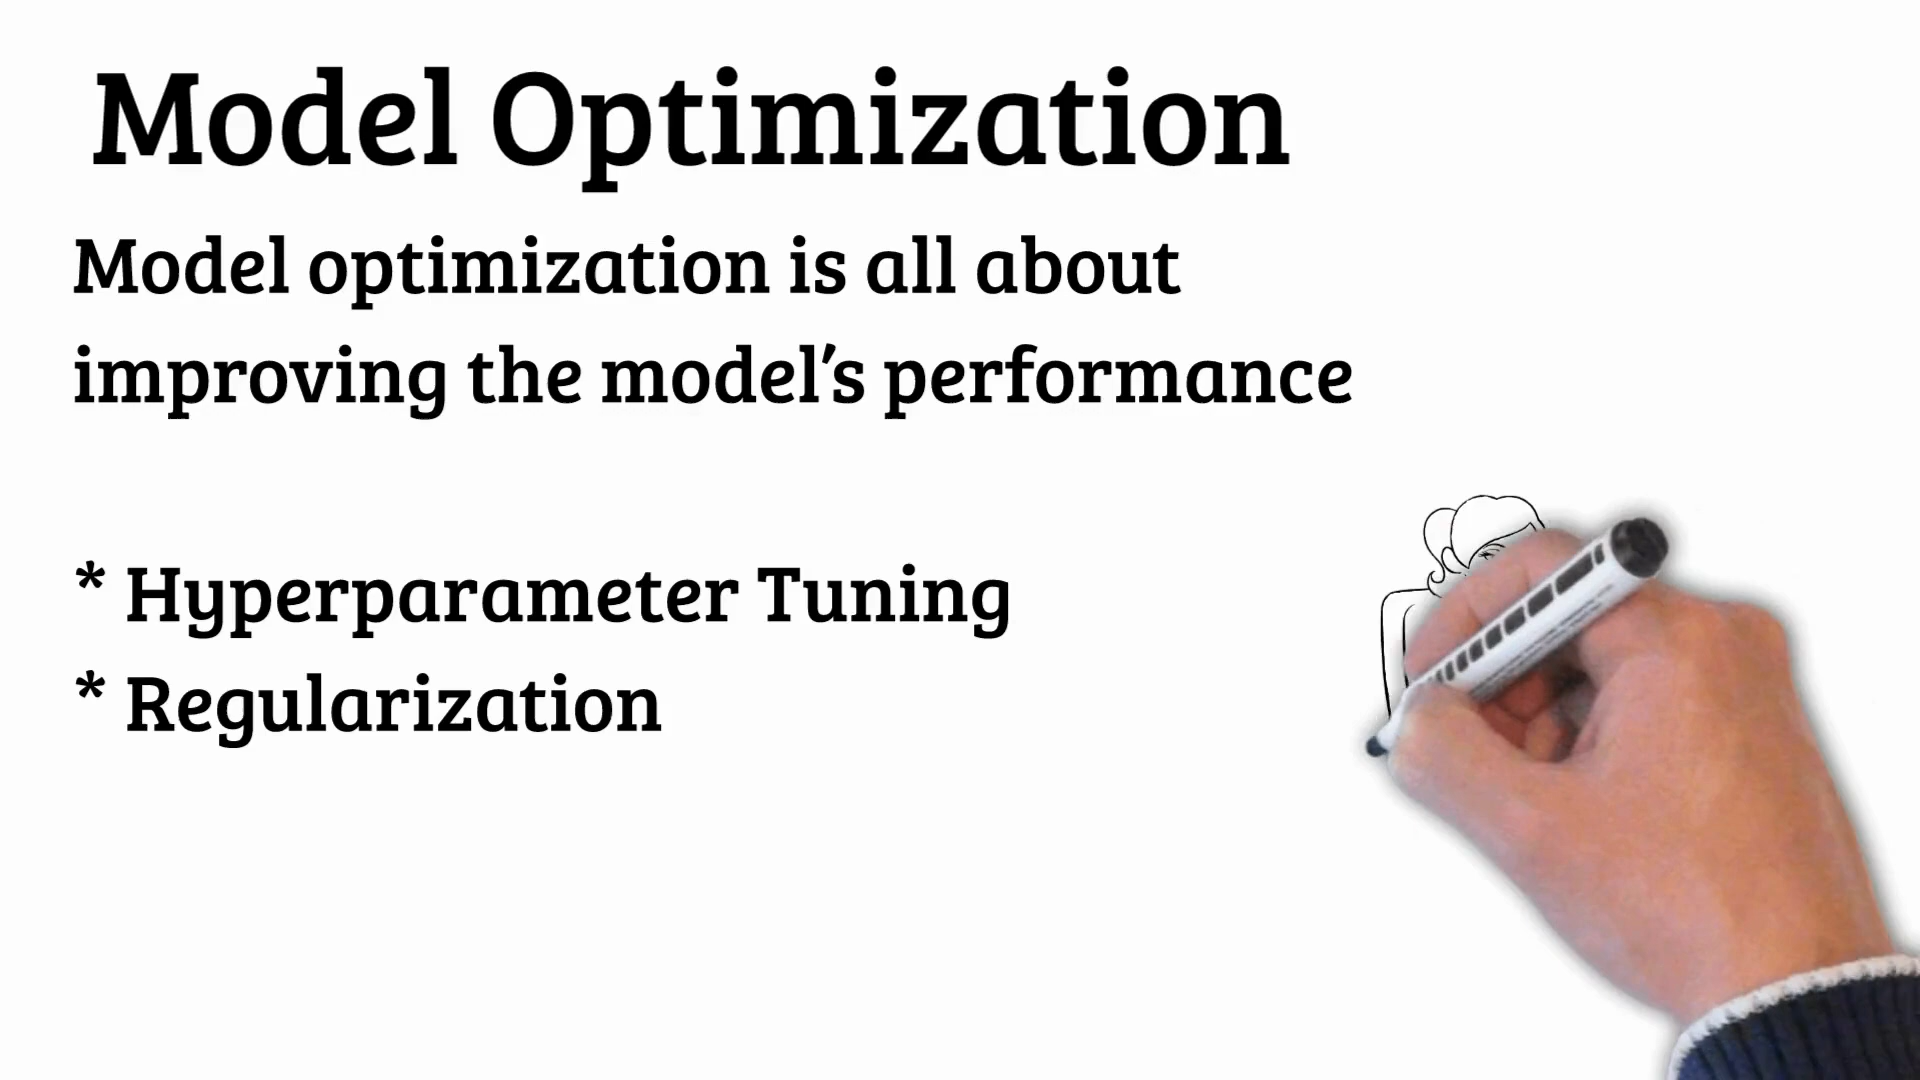 Model Optimization
Model optimization is all about
improving the model’s performance
* Hyperparameter Tuning
* Regularization